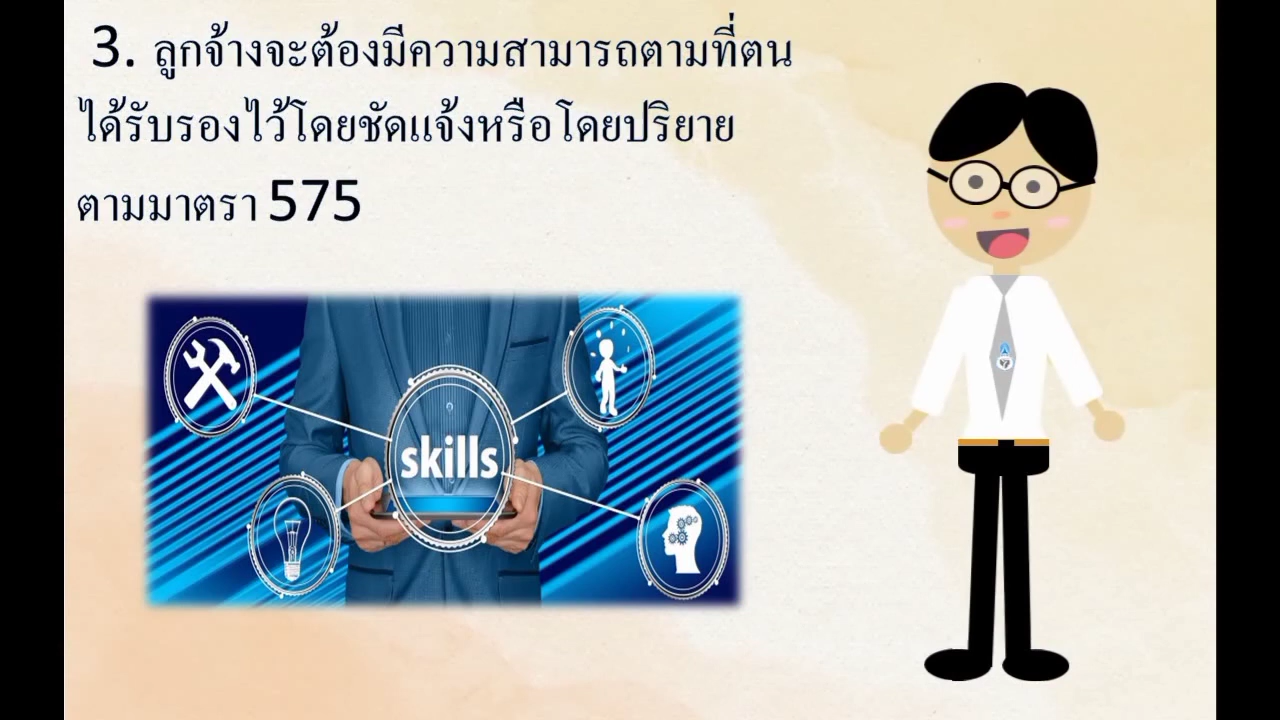 3. ลูกจ้างจะต้องมีความสามารถตามที่ตน
ได้รับรองไว้โดยชัดแจ้งหรือโดยปริยาย
ตามมาตรา 575
skills